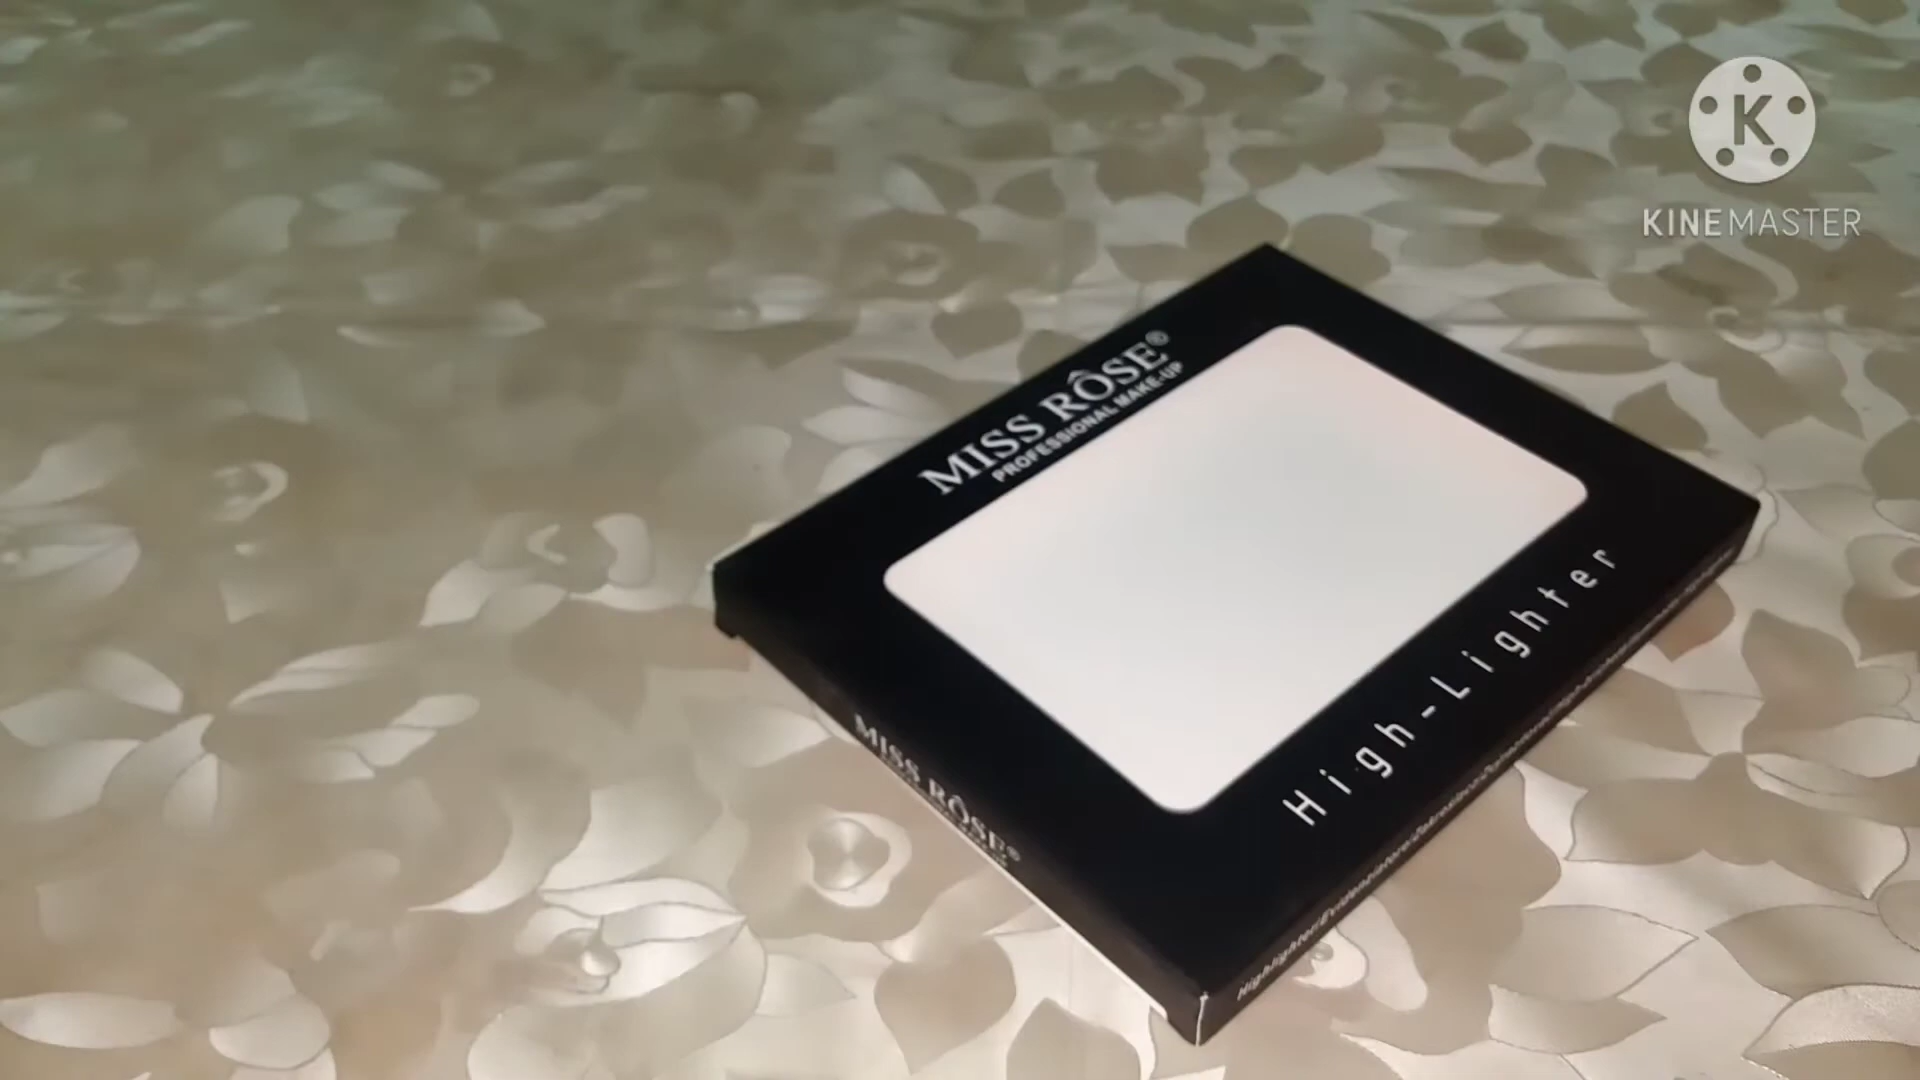 K
KINEMASTER
MISS RÔSE®
PROFESSIONAL MAKE-UP
High-Lighter
MISS RÔSE®